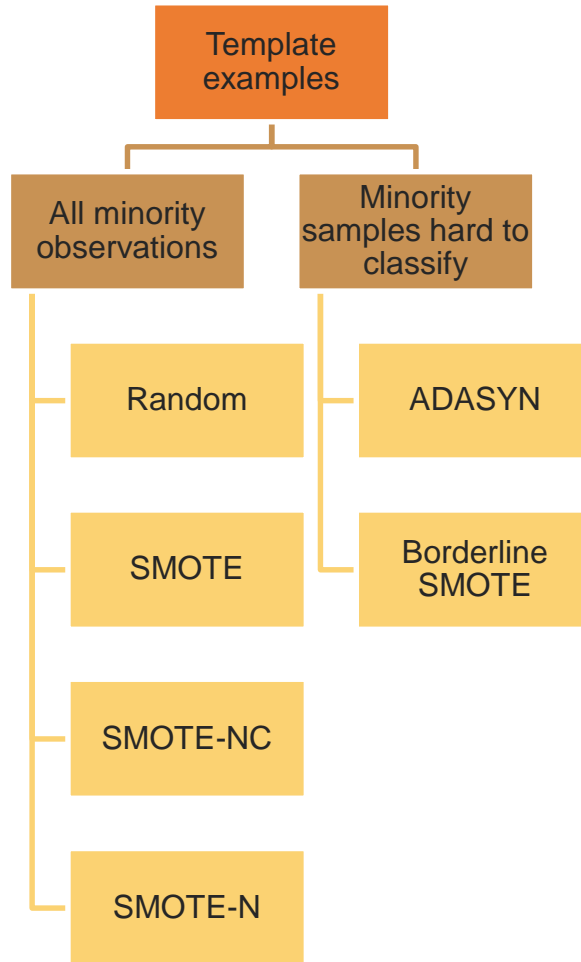 Template
examples
All minority
observations
Minority
samples hard to
classify
Random
ADASYN
SMOTE
Borderline
SMOTE
SMOTE-NC
SMOTE-N